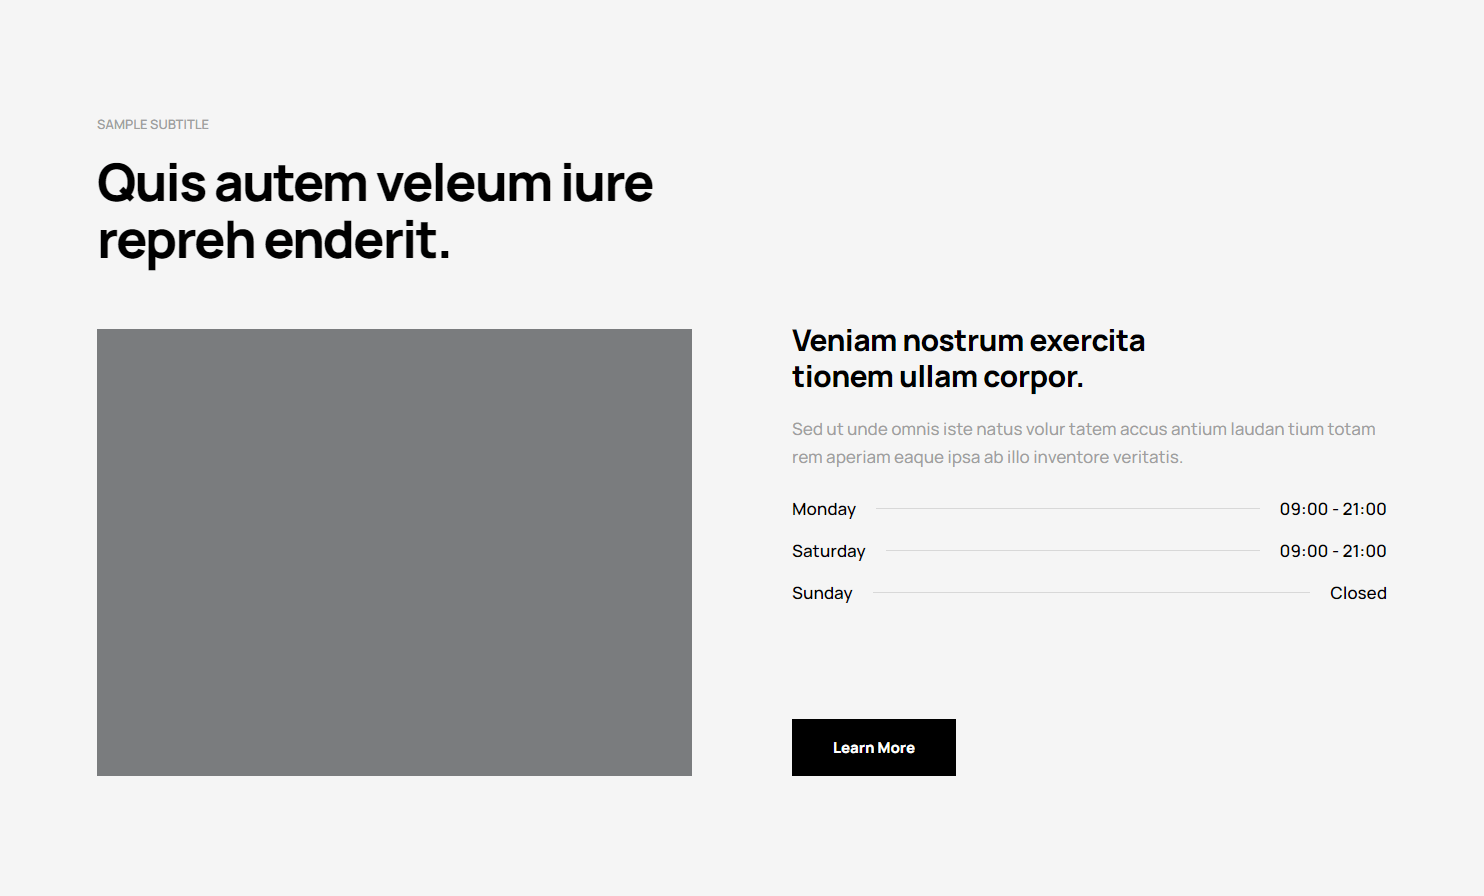 SAMPLE SUBTITLE
Quis autem veleum iure
repreh enderit.
Veniam nostrum exercita
tionem ullam corpor.
Sed ut unde omnis iste natus volur tatem accus antium laudan tium totam
rem aperiam eaque ipsa ab illo inventore veritatis.
Monday 09:00 - 21:00
Saturday 09:00 - 21:00
Sunday Closed
Learn More